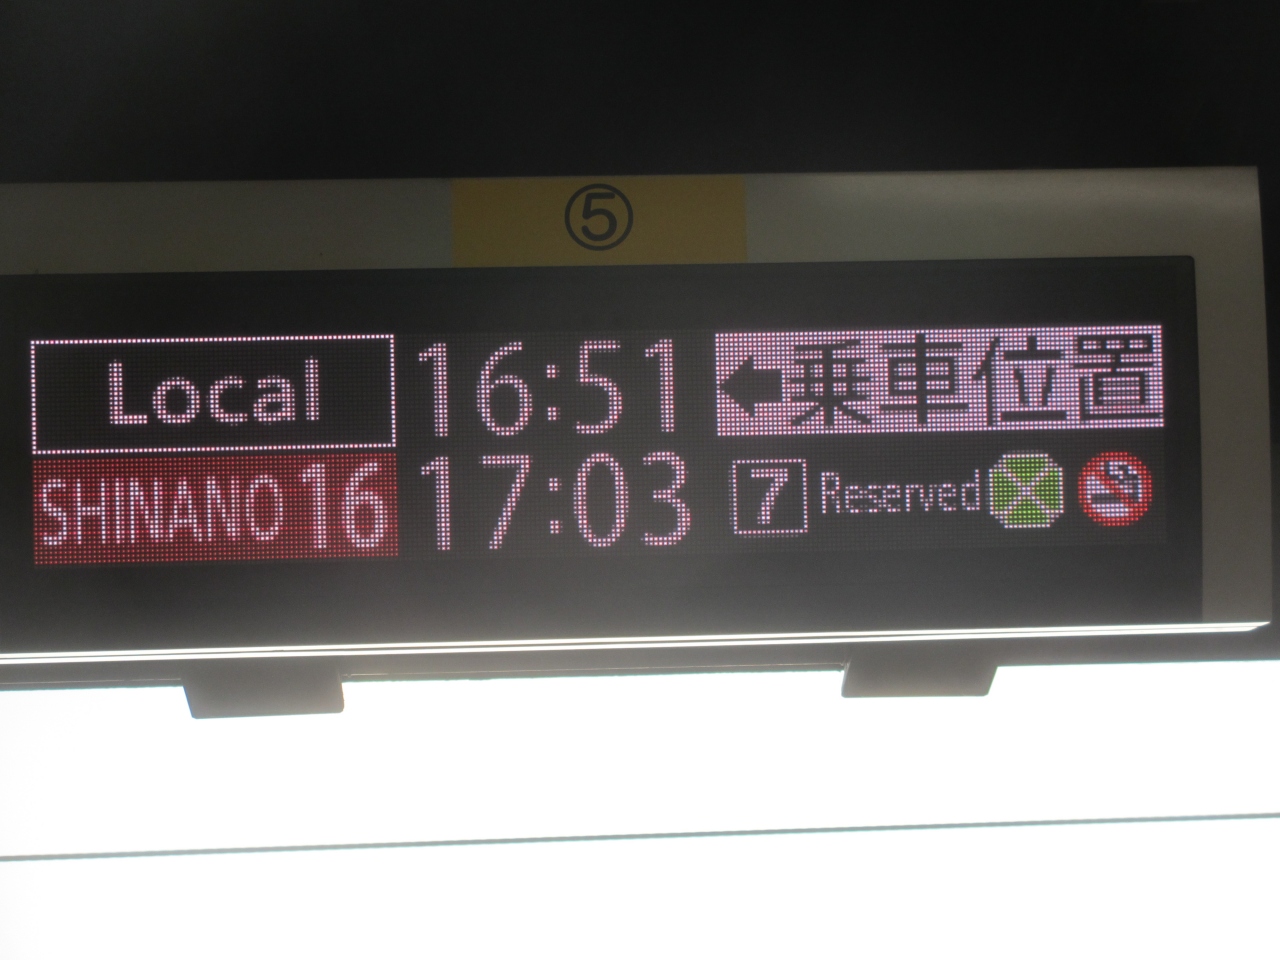 ⑤
Local 16:51 ←乗車位置
SHINANO 16 17:03 7 Reserved